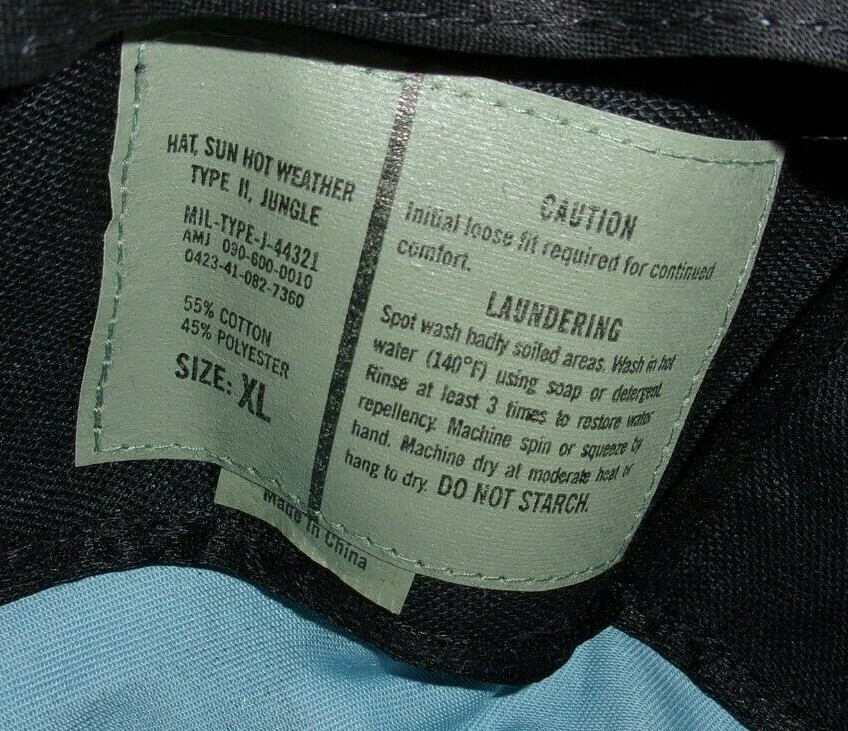 HAT, SUN HOT WEATHER
TYPE II, JUNGLE
MIL-TYPE-J-44321
AMJ 090-600-0010
0423-41-082-7360
55% COTTON
45% POLYESTER
SIZE: XL
CAUTION
Initial loose fit required for continued
comfort.
LAUNDERING
Spot wash badly soiled areas. Wash in hot
water (140°F) using soap or detergent.
Rinse at least 3 times to restore water
repellency. Machine spin or squeeze by
hand. Machine dry at moderate heat or
hang to dry. DO NOT STARCH.
Made in China